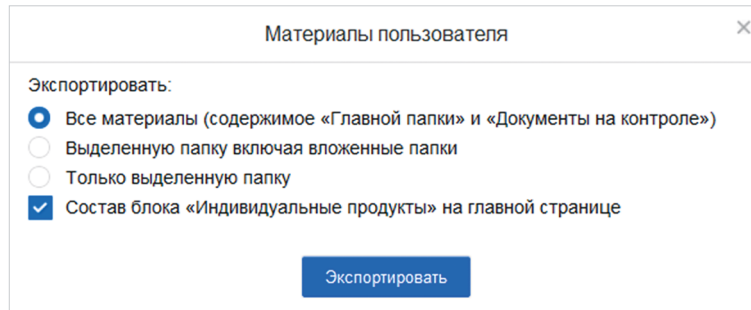 Материалы пользователя
Экспортировать:
Все материалы (содержимое «Главной папки» и «Документы на контроле»)
Выделенную папку включая вложенные папки
Только выделенную папку
Состав блока «Индивидуальные продукты» на главной странице
Экспортировать